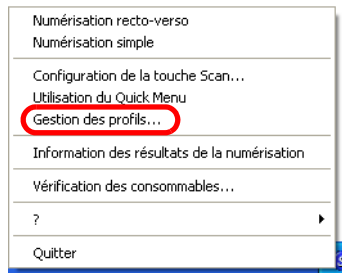 Numérisation recto-verso
Numérisation simple
Configuration de la touche Scan...
Utilisation du Quick Menu
Gestion des profils...
Information des résultats de la numérisation
Vérification des consommables...
?
Quitter